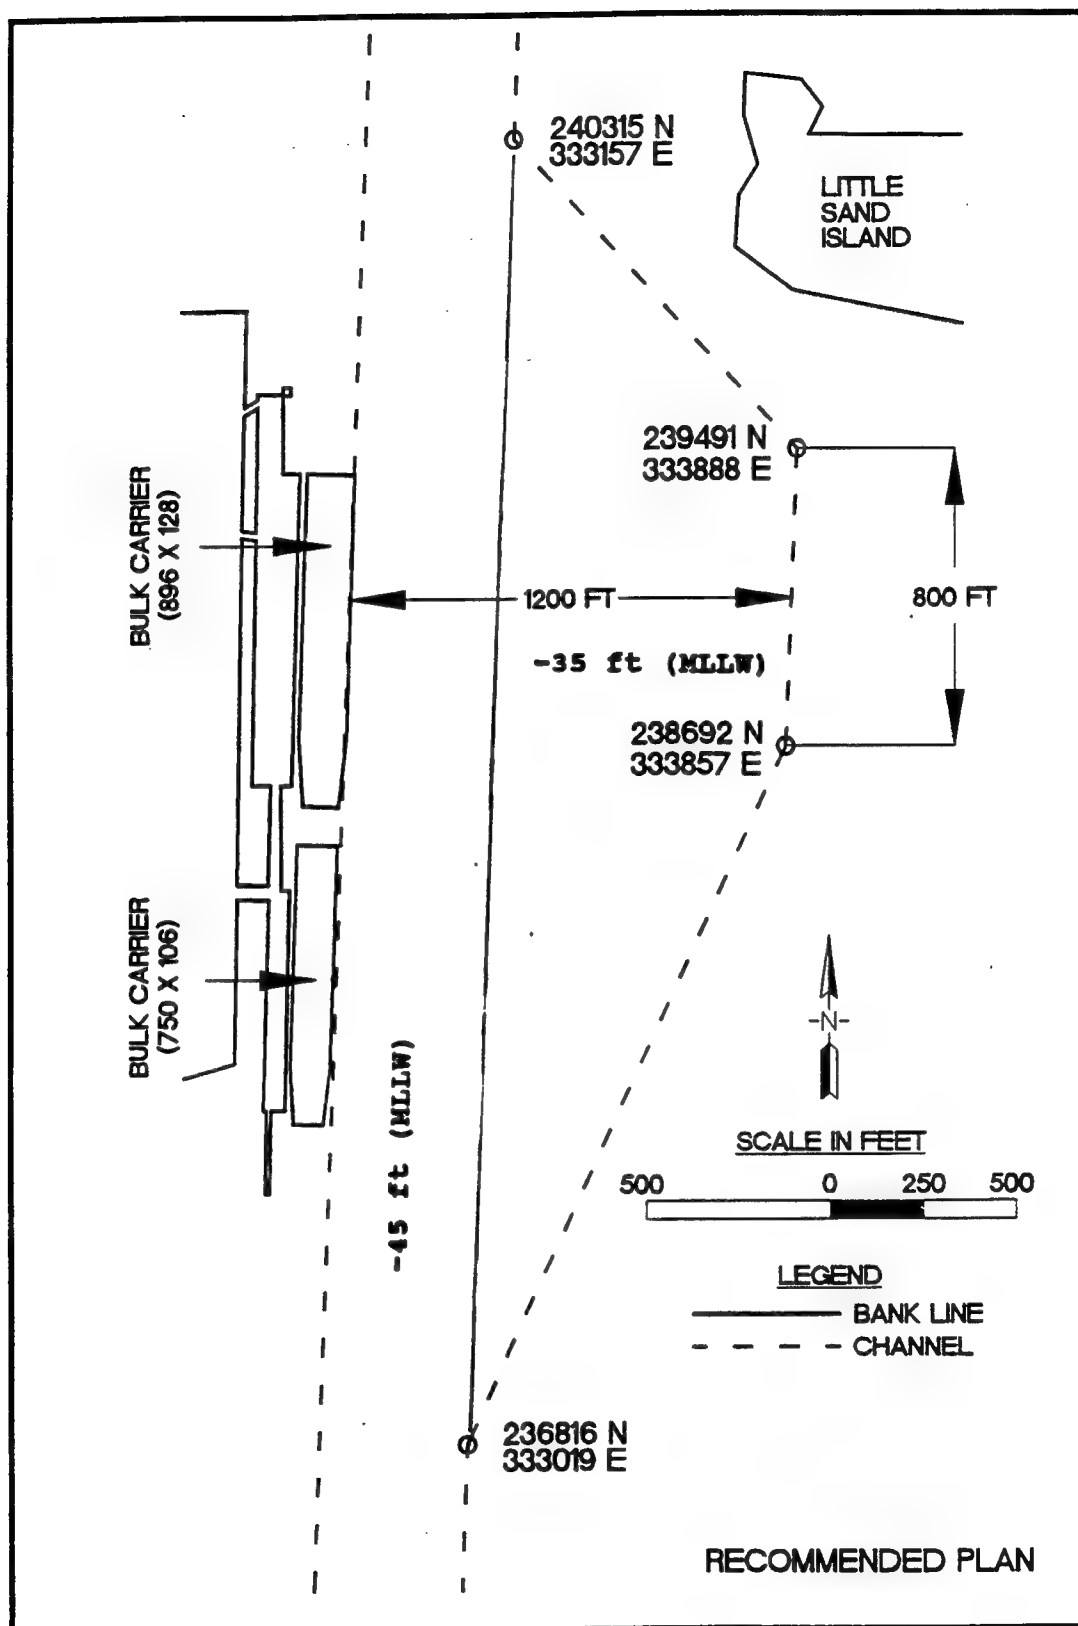 240315 N
333157 E
LITTLE
SAND
ISLAND
239491 N
333888 E
BULK CARRIER
(896 X 128)
1200 FT
800 FT
-35 ft (MLLW)
238692 N
333857 E
BULK CARRIER
(750 X 106)
-N-
-45 ft (MLLW)
SCALE IN FEET
500 0 250 500
LEGEND
BANK LINE
CHANNEL
236816 N
333019 E
RECOMMENDED PLAN